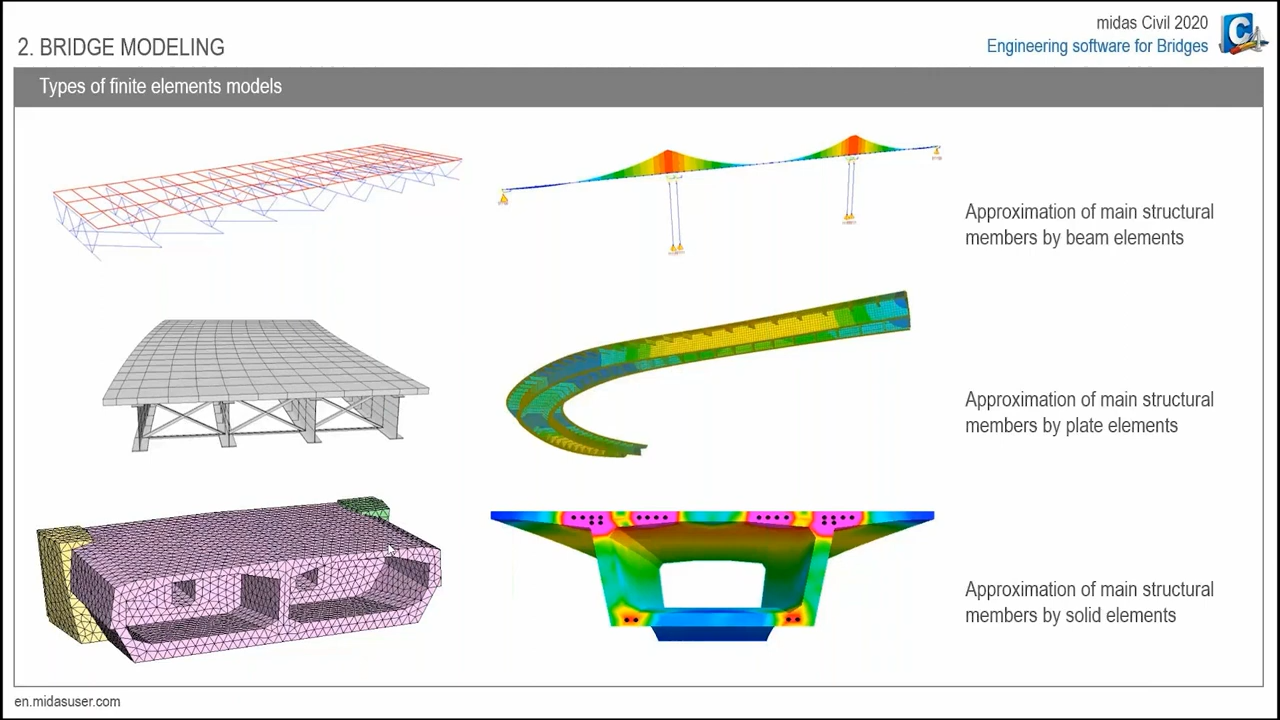 midas Civil 2020
2. BRIDGE MODELING
Engineering software for Bridges
C
Types of finite elements models
Approximation of main structural
members by beam elements
Approximation of main structural
members by plate elements
Approximation of main structural
members by solid elements
en.midasuser.com